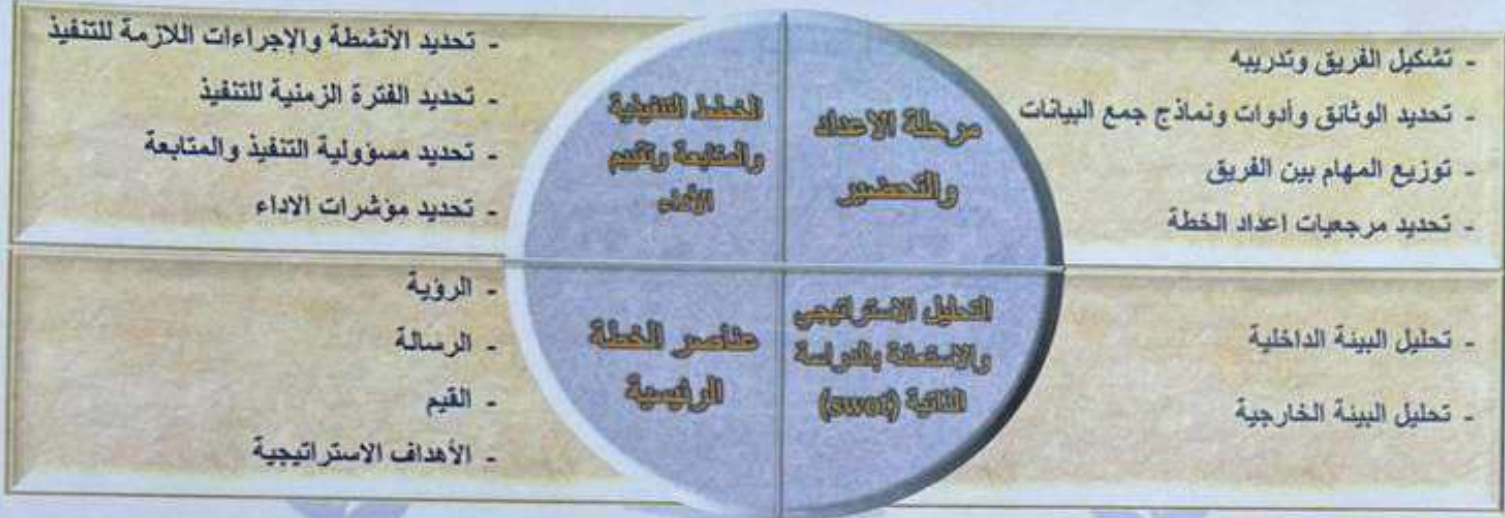 - تشكيل الفريق وتدريبه
- تحديد الوثائق وأدوات ونماذج جمع البيانات
- توزيع المهام بين الفريق
- تحديد مرجعيات اعداد الخطة
مرحلة الاعداد
والتحضير
الخطط التنفيذية
والمتابعة وتقييم
الأداء
- تحديد الأنشطة والإجراءات اللازمة للتنفيذ
- تحديد الفترة الزمنية للتنفيذ
- تحديد مسؤولية التنفيذ والمتابعة
- تحديد مؤشرات الاداء
- تحليل البيئة الداخلية
- تحليل البيئة الخارجية
التحليل الاستراتيجي
والاستعانة بالدراسة
الذاتية (swot)
عناصر الخطة
الرئيسية
- الرؤية
- الرسالة
- القيم
- الأهداف الاستراتيجية